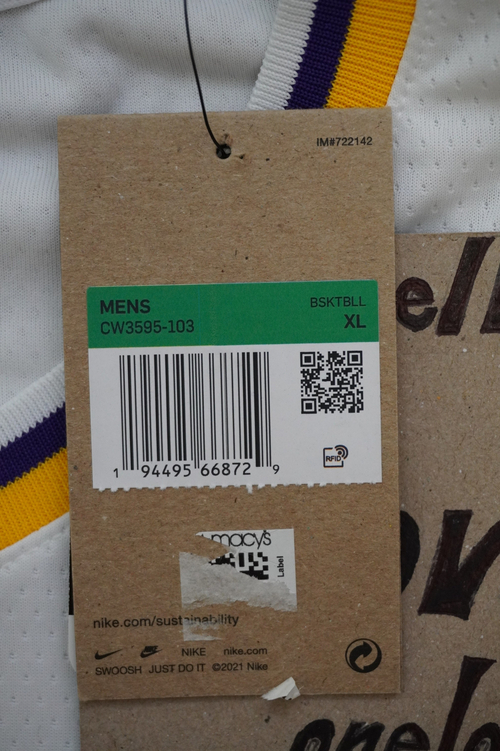 IM#722142
MENS
BSKTBLL
CW3595-103
XL
1 94495 66872 9
RFID
macy's
Label
nike.com/sustainability
NIKE nike.com
SWOOSH JUST DO IT ©2021 Nike